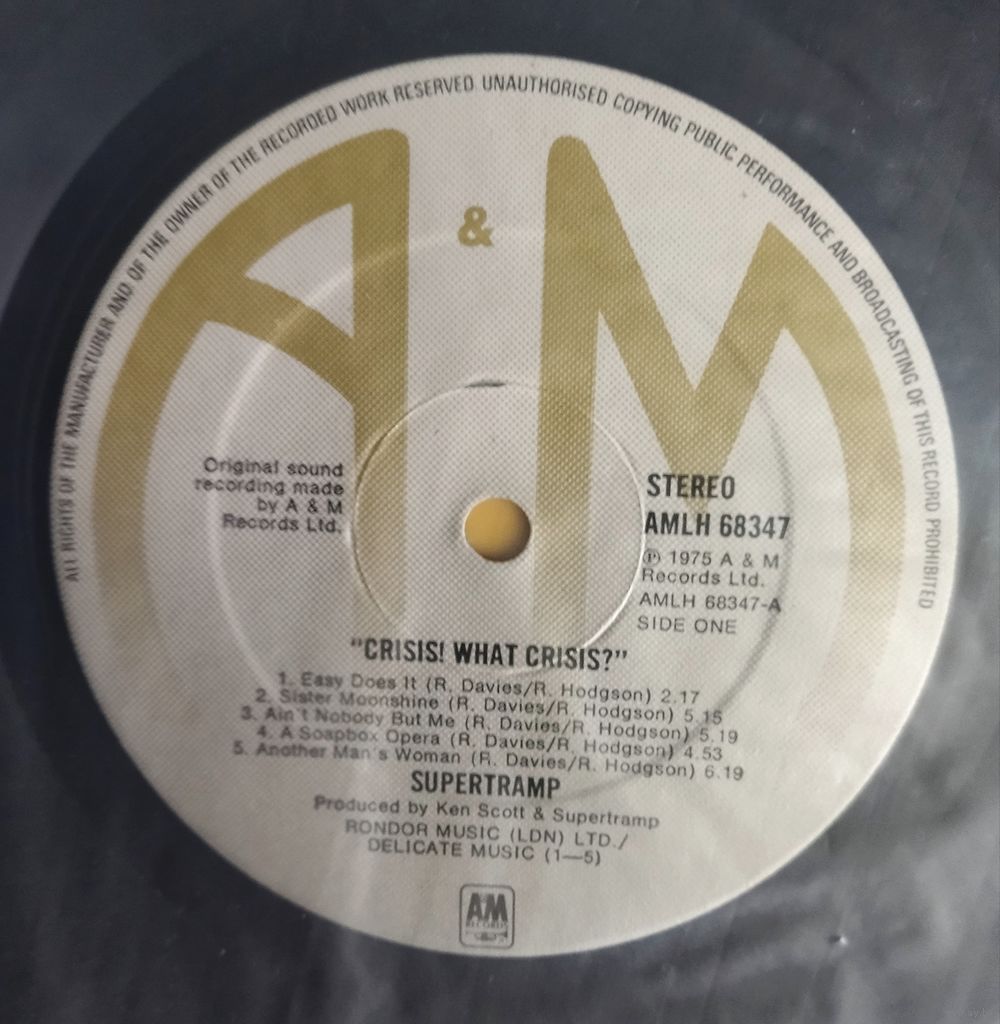 ALL RIGHTS OF THE MANUFACTURER AND OF THE OWNER OF THE RECORDED WORK RESERVED UNAUTHORISED COPYING PUBLIC PERFORMANCE AND BROADCASTING OF THIS RECORD PROHIBITED
A & M
Original sound
recording made
by A & M
Records Ltd.
STEREO
AMLH 68347
℗ 1975 A & M
Records Ltd.
AMLH 68347-A
SIDE ONE
"CRISIS! WHAT CRISIS?"
1. Easy Does It (R. Davies/R. Hodgson) 2.17
2. Sister Moonshine (R. Davies/R. Hodgson) 5.15
3. Ain't Nobody But Me (R. Davies/R. Hodgson) 5.19
4. A Soapbox Opera (R. Davies/R. Hodgson) 4.53
5. Another Man's Woman (R. Davies/R. Hodgson) 6.19
SUPERTRAMP
Produced by Ken Scott & Supertramp
RONDOR MUSIC (LDN) LTD./
DELICATE MUSIC (1—5)
AM
RECORDS